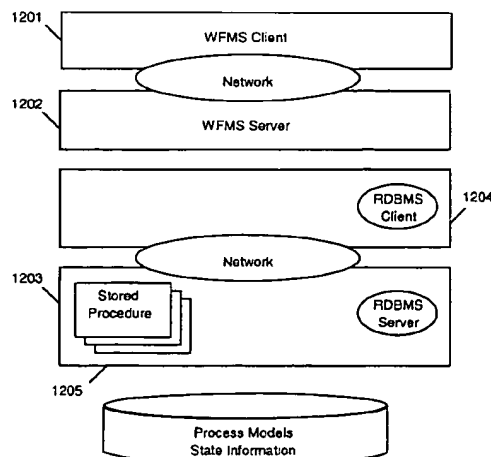 1201
WFMS Client
Network
1202
WFMS Server
RDBMS
Client
1204
Network
1203
Stored
Procedure
RDBMS
Server
1205
Process Models
State Information